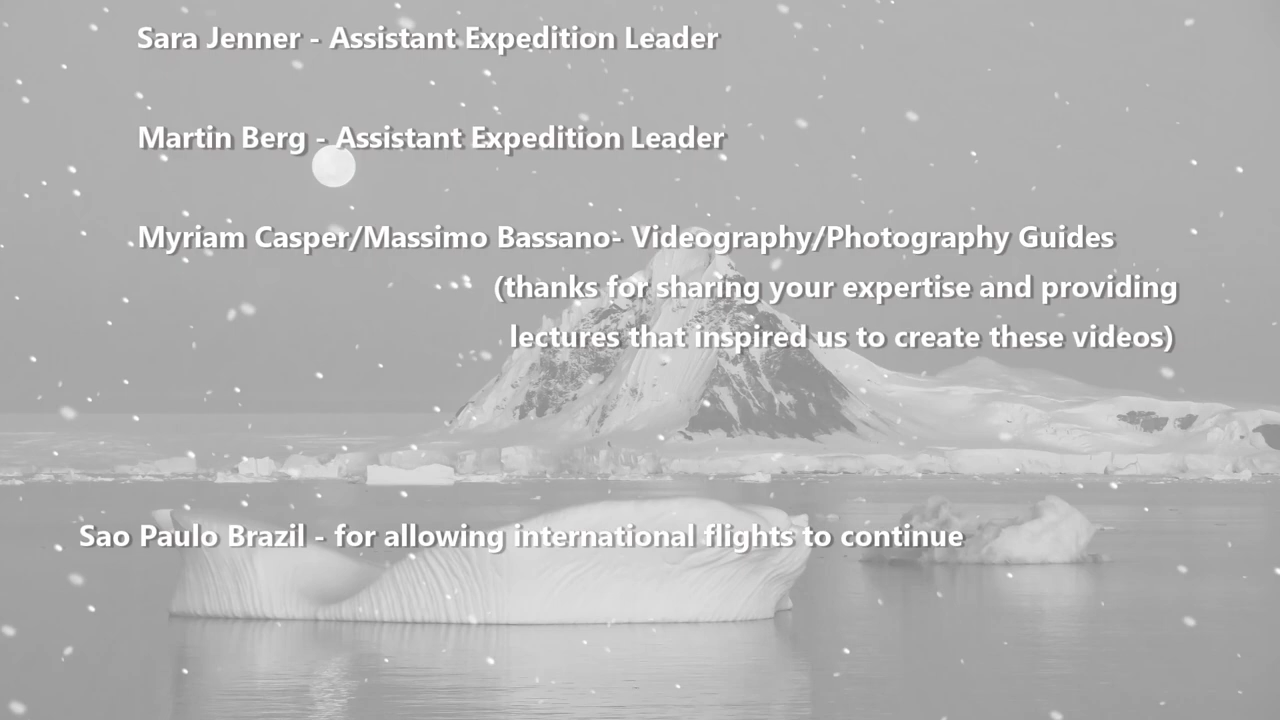 Sara Jenner - Assistant Expedition Leader
Martin Berg - Assistant Expedition Leader
Myriam Casper/Massimo Bassano- Videography/Photography Guides
(thanks for sharing your expertise and providing
lectures that inspired us to create these videos)
Sao Paulo Brazil - for allowing international flights to continue